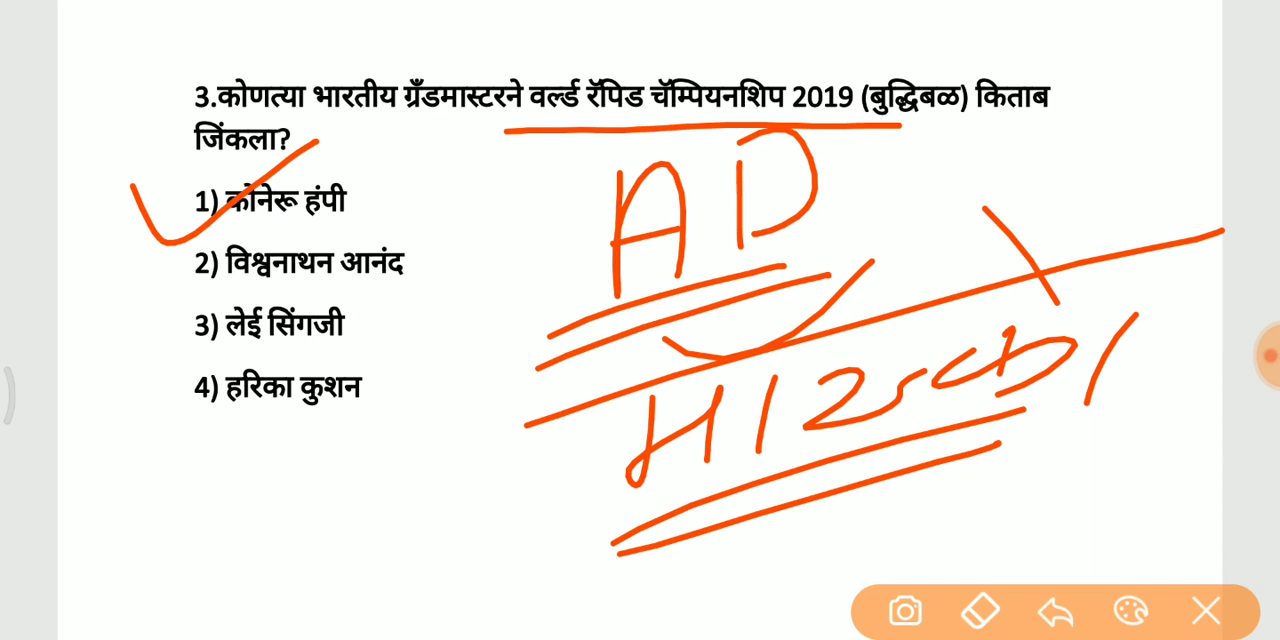 3.कोणत्या भारतीय ग्रँडमास्टरने वर्ल्ड रॅपिड चॅम्पियनशिप 2019 (बुद्धिबळ) किताब
जिंकला?
1) कोनेरू हंपी
2) विश्वनाथन आनंद
3) लेई सिंगजी
4) हरिका कुशन
AP
मास्को